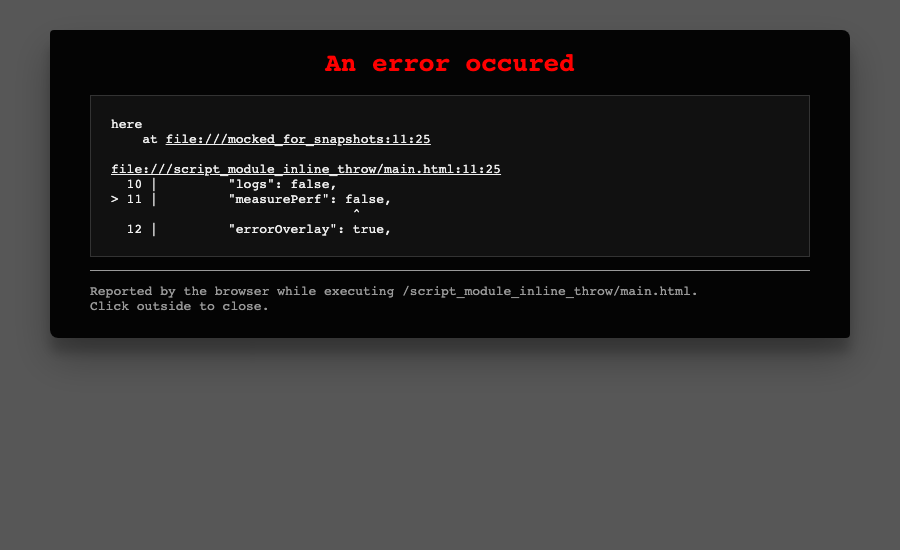 An error occured
here
    at file:///mocked_for_snapshots:11:25

file:///script_module_inline_throw/main.html:11:25
  10 |         "logs": false,
> 11 |         "measurePerf": false,
                               ^
  12 |         "errorOverlay": true,
Reported by the browser while executing /script_module_inline_throw/main.html.
Click outside to close.